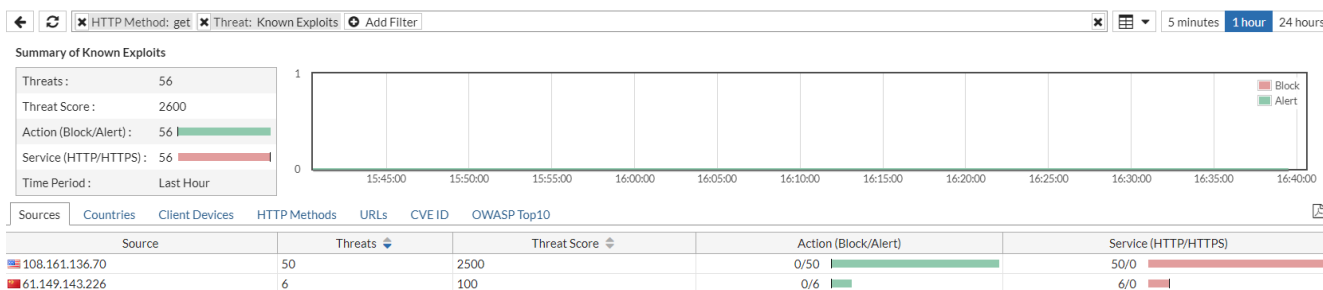 HTTP Method: get Threat: Known Exploits Add Filter 5 minutes 1 hour 24 hours
Summary of Known Exploits
Threats : 56
Threat Score : 2600
Action (Block/Alert) : 56
Service (HTTP/HTTPS) : 56
Time Period : Last Hour
1
Block
Alert
0
15:45:00 15:50:00 15:55:00 16:00:00 16:05:00 16:10:00 16:15:00 16:20:00 16:25:00 16:30:00 16:35:00 16:40:00
Sources Countries Client Devices HTTP Methods URLs CVE ID OWASP Top10
Source Threats Threat Score Action (Block/Alert) Service (HTTP/HTTPS)
108.161.136.70 50 2500 0/50 50/0
61.149.143.226 6 100 0/6 6/0